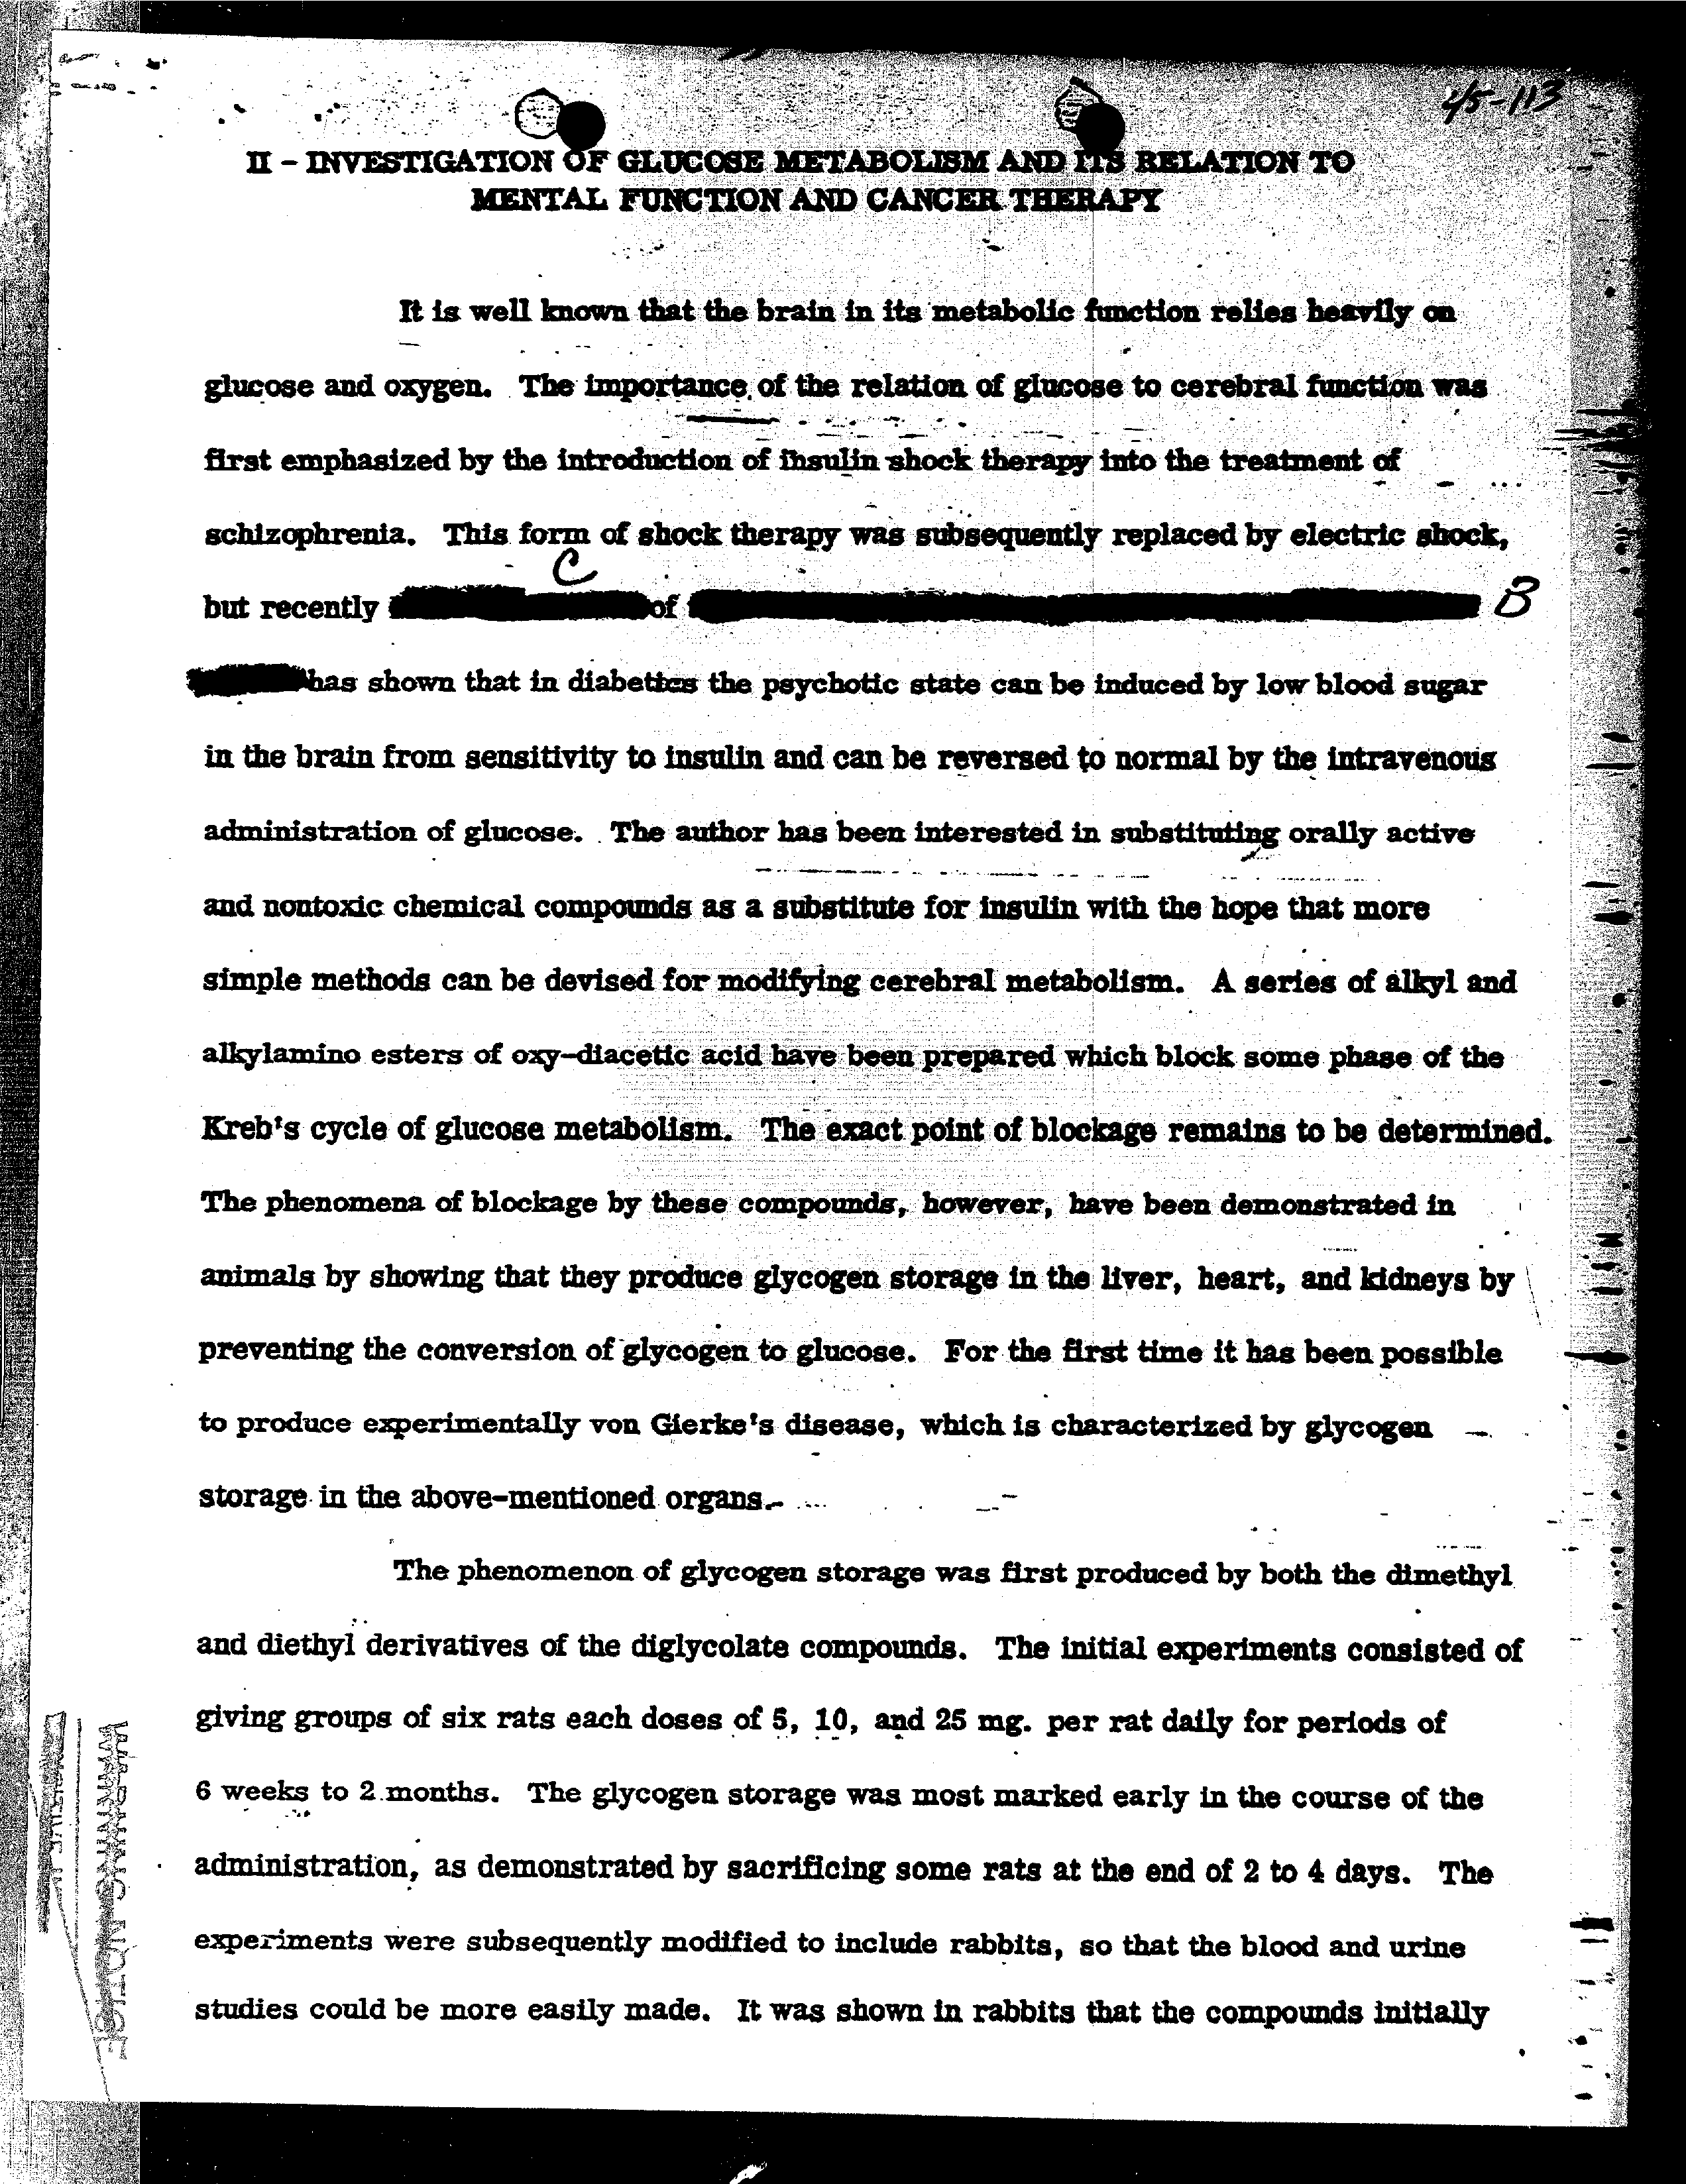 45-113
II - INVESTIGATION OF GLUCOSE METABOLISM AND ITS RELATION TO
MENTAL FUNCTION AND CANCER THERAPY
It is well known that the brain in its metabolic function relies heavily on
glucose and oxygen. The importance of the relation of glucose to cerebral function was
first emphasized by the introduction of insulin shock therapy into the treatment of
schizophrenia. This form of shock therapy was subsequently replaced by electric shock,
C
but recently of B
has shown that in diabetics the psychotic state can be induced by low blood sugar
in the brain from sensitivity to insulin and can be reversed to normal by the intravenous
administration of glucose. The author has been interested in substituting orally active
and nontoxic chemical compounds as a substitute for insulin with the hope that more
simple methods can be devised for modifying cerebral metabolism. A series of alkyl and
alkylamino esters of oxy-diacetic acid have been prepared which block some phase of the
Kreb's cycle of glucose metabolism. The exact point of blockage remains to be determined.
The phenomena of blockage by these compounds, however, have been demonstrated in
animals by showing that they produce glycogen storage in the liver, heart, and kidneys by
preventing the conversion of glycogen to glucose. For the first time it has been possible
to produce experimentally von Gierke's disease, which is characterized by glycogen
storage in the above-mentioned organs.
The phenomenon of glycogen storage was first produced by both the dimethyl
and diethyl derivatives of the diglycolate compounds. The initial experiments consisted of
giving groups of six rats each doses of 5, 10, and 25 mg. per rat daily for periods of
6 weeks to 2 months. The glycogen storage was most marked early in the course of the
administration, as demonstrated by sacrificing some rats at the end of 2 to 4 days. The
experiments were subsequently modified to include rabbits, so that the blood and urine
studies could be more easily made. It was shown in rabbits that the compounds initially
WARNING NOTICE